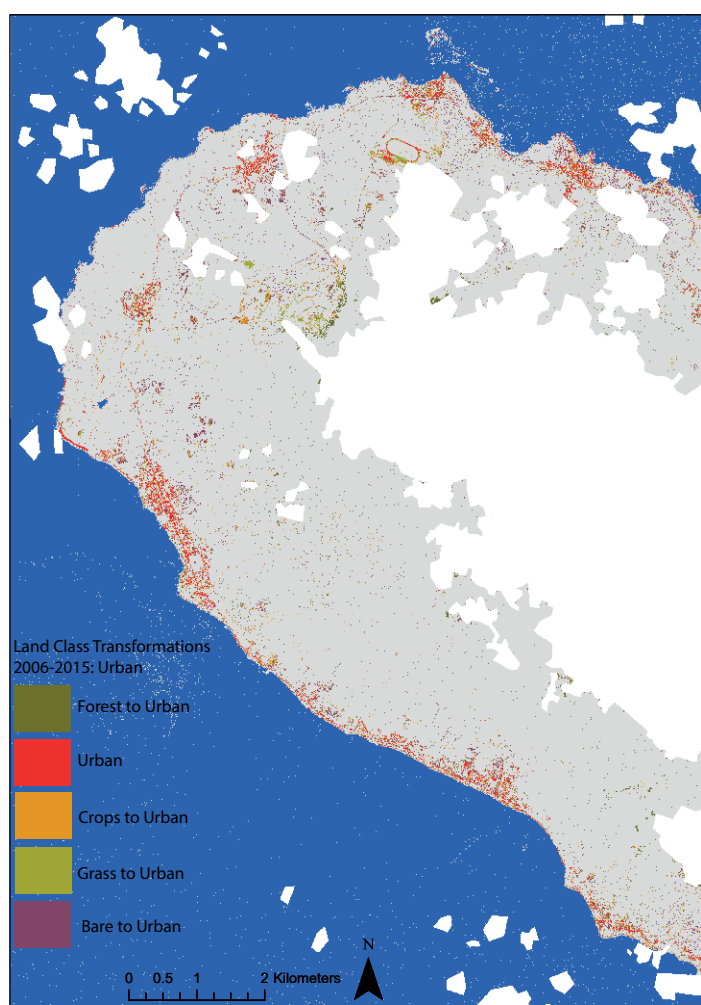 Land Class Transformations
2006-2015: Urban
Forest to Urban
Urban
Crops to Urban
Grass to Urban
Bare to Urban
N
0 0.5 1 2 Kilometers